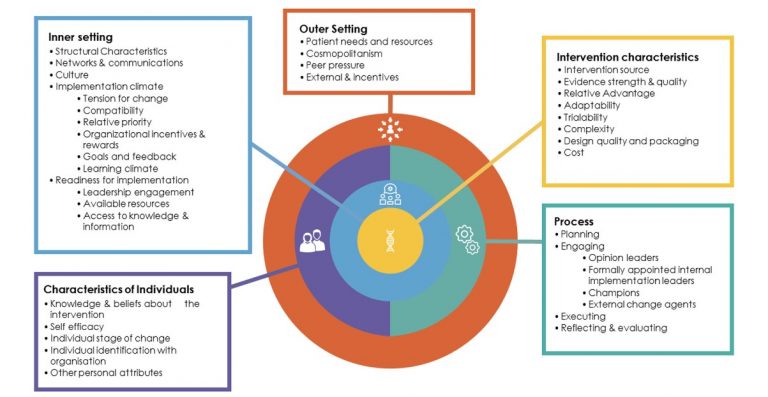 Inner setting
• Structural Characteristics
• Networks & communications
• Culture
• Implementation climate
• Tension for change
• Compatibility
• Relative priority
• Organizational incentives &
rewards
• Goals and feedback
• Learning climate
• Readiness for implementation
• Leadership engagement
• Available resources
• Access to knowledge &
information
Outer Setting
• Patient needs and resources
• Cosmopolitanism
• Peer pressure
• External & incentives
Intervention characteristics
• Intervention source
• Evidence strength & quality
• Relative Advantage
• Adaptability
• Trialability
• Complexity
• Design quality and packaging
• Cost
Characteristics of Individuals
• Knowledge & beliefs about the
intervention
• Self efficacy
• Individual stage of change
• Individual identification with
organisation
• Other personal attributes
Process
• Planning
• Engaging
• Opinion leaders
• Formally appointed internal
implementation leaders
• Champions
• External change agents
• Executing
• Reflecting & evaluating